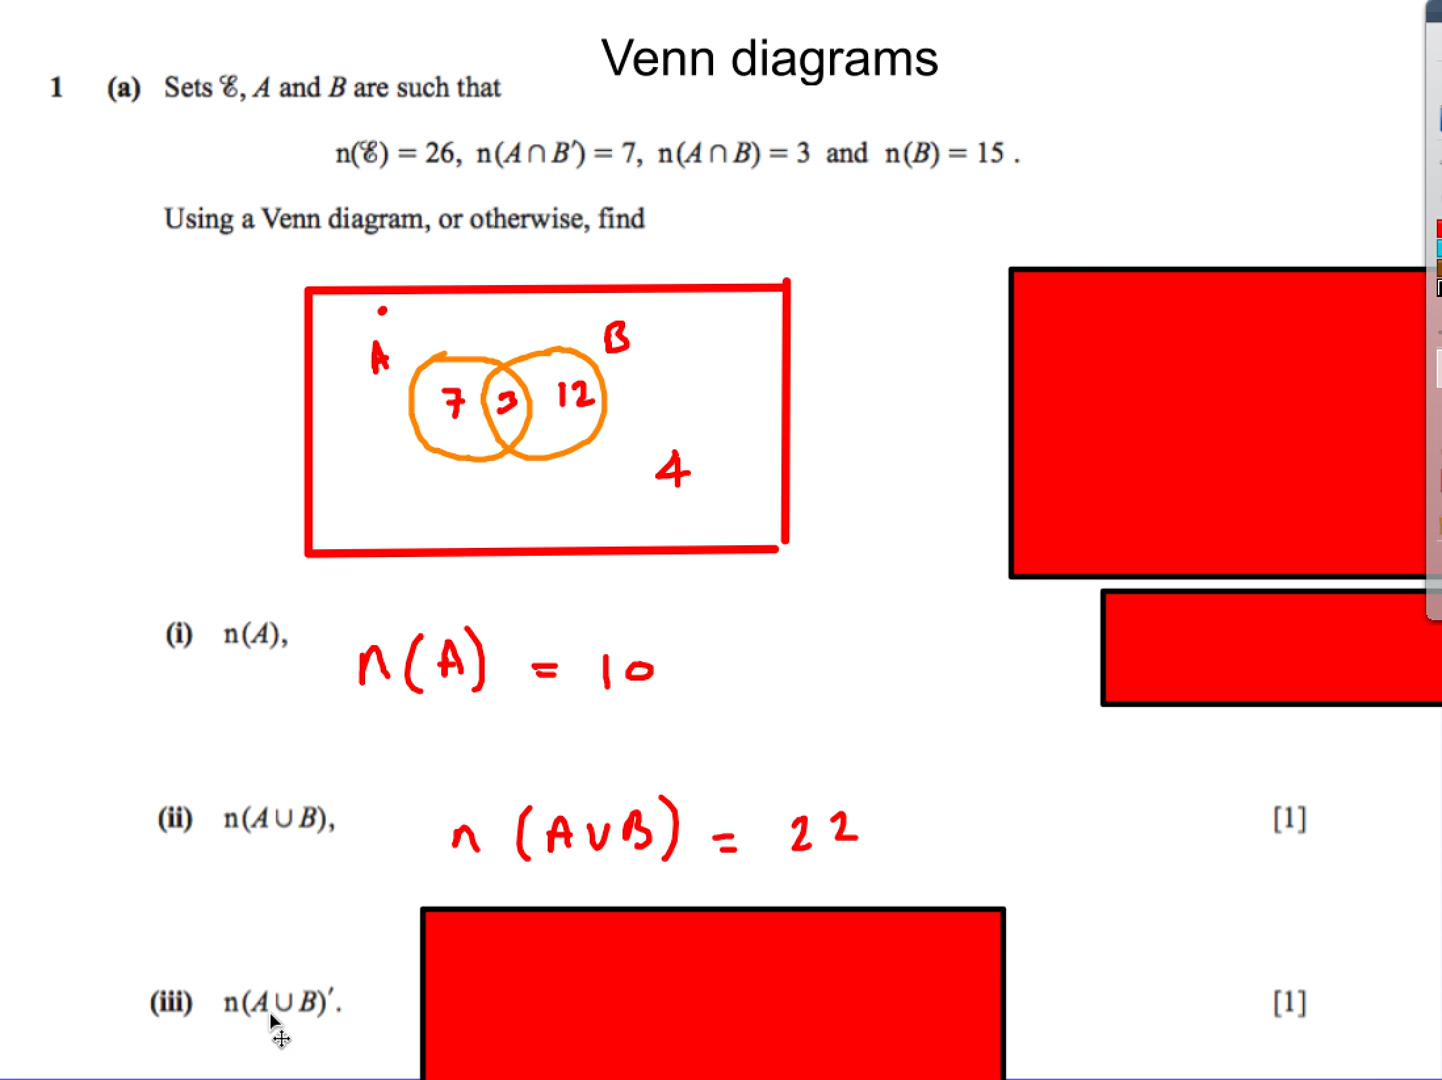 Venn diagrams
1 (a) Sets ℰ, A and B are such that
n(ℰ) = 26, n(A ∩ B′) = 7, n(A ∩ B) = 3 and n(B) = 15 .
Using a Venn diagram, or otherwise, find
A B
7 3 12
4
(i) n(A), n(A) = 10
(ii) n(A ∪ B), n(A∪B) = 22 [1]
(iii) n(A ∪ B)′. [1]